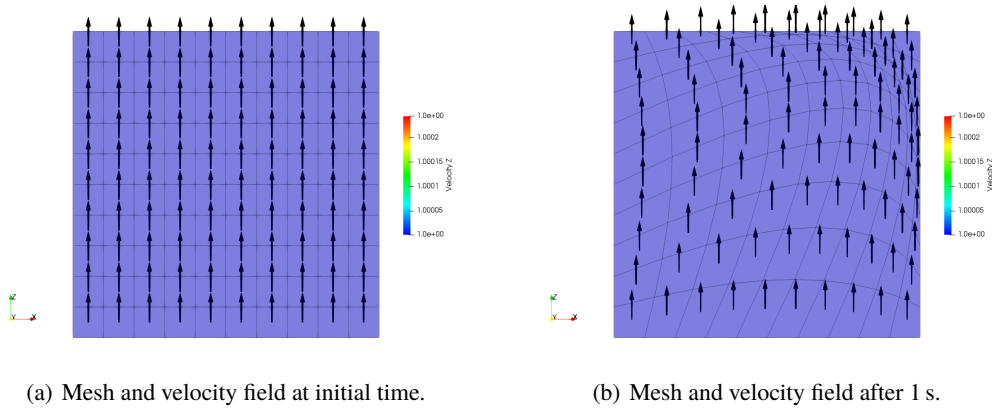 1.0e+00
1.0002
1.00015
1.0001
1.00005
1.0e+00
Velocity Z
Z
Y
X
1.0e+00
1.0002
1.00015
1.0001
1.00005
1.0e+00
Velocity Z
Z
Y
X
(a) Mesh and velocity field at initial time.
(b) Mesh and velocity field after 1 s.